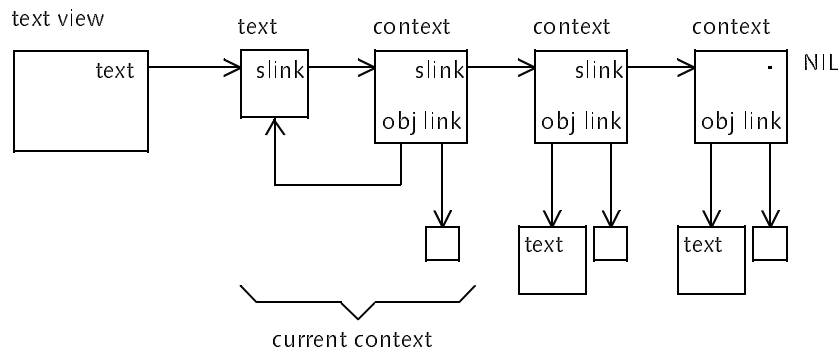 text view
text
text
slink
context
slink
obj link
context
slink
obj link
context
NIL
obj link
text
text
current context